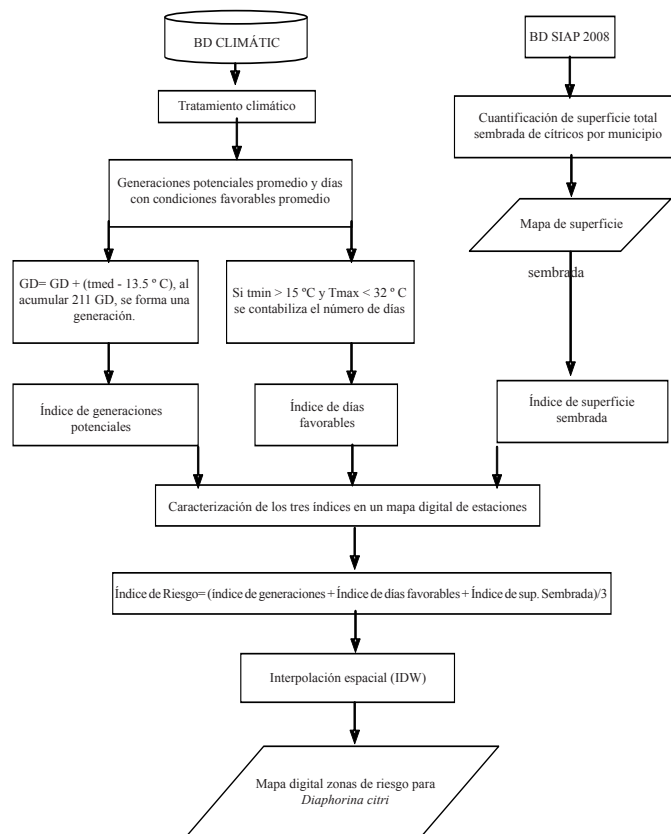 BD CLIMÁTIC
BD SIAP 2008
Tratamiento climático
Cuantificación de superficie total
sembrada de cítricos por municipio
Generaciones potenciales promedio y días
con condiciones favorables promedio
Mapa de superficie
sembrada
GD= GD + (tmed - 13.5 º C), al
acumular 211 GD, se forma una
generación.
Si tmin > 15 ºC y Tmax < 32 º C
se contabiliza el número de días
Índice de generaciones
potenciales
Índice de días
favorables
Índice de superficie
sembrada
Caracterización de los tres índices en un mapa digital de estaciones
Índice de Riesgo= (índice de generaciones + Índice de días favorables + Índice de sup. Sembrada)/3
Interpolación espacial (IDW)
Mapa digital zonas de riesgo para
Diaphorina citri